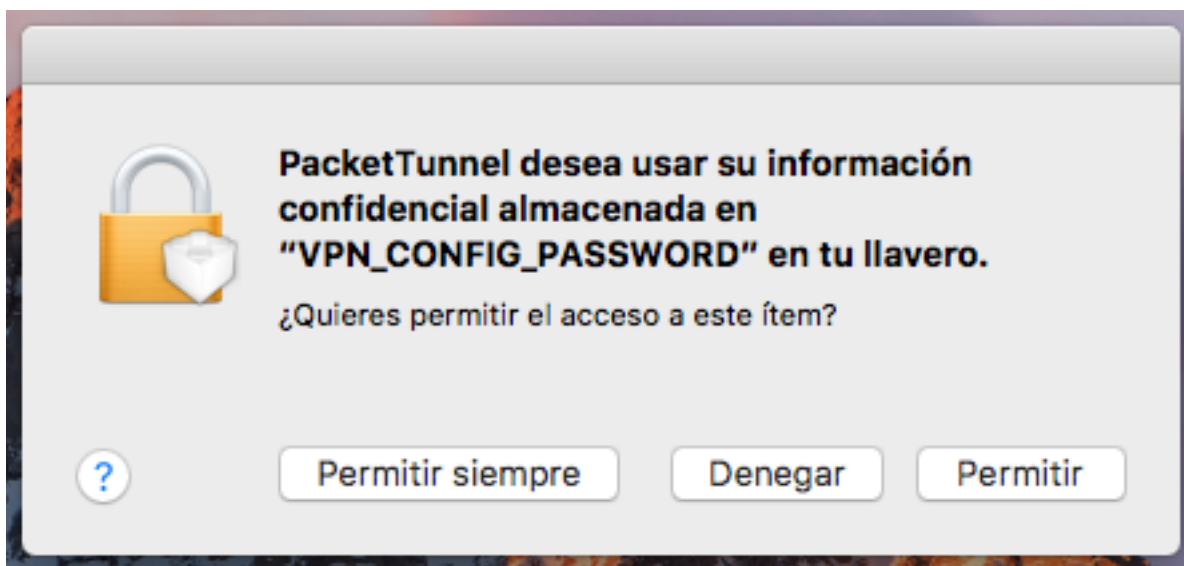 PacketTunnel desea usar su información
confidencial almacenada en
“VPN_CONFIG_PASSWORD” en tu llavero.
¿Quieres permitir el acceso a este ítem?
? Permitir siempre Denegar Permitir